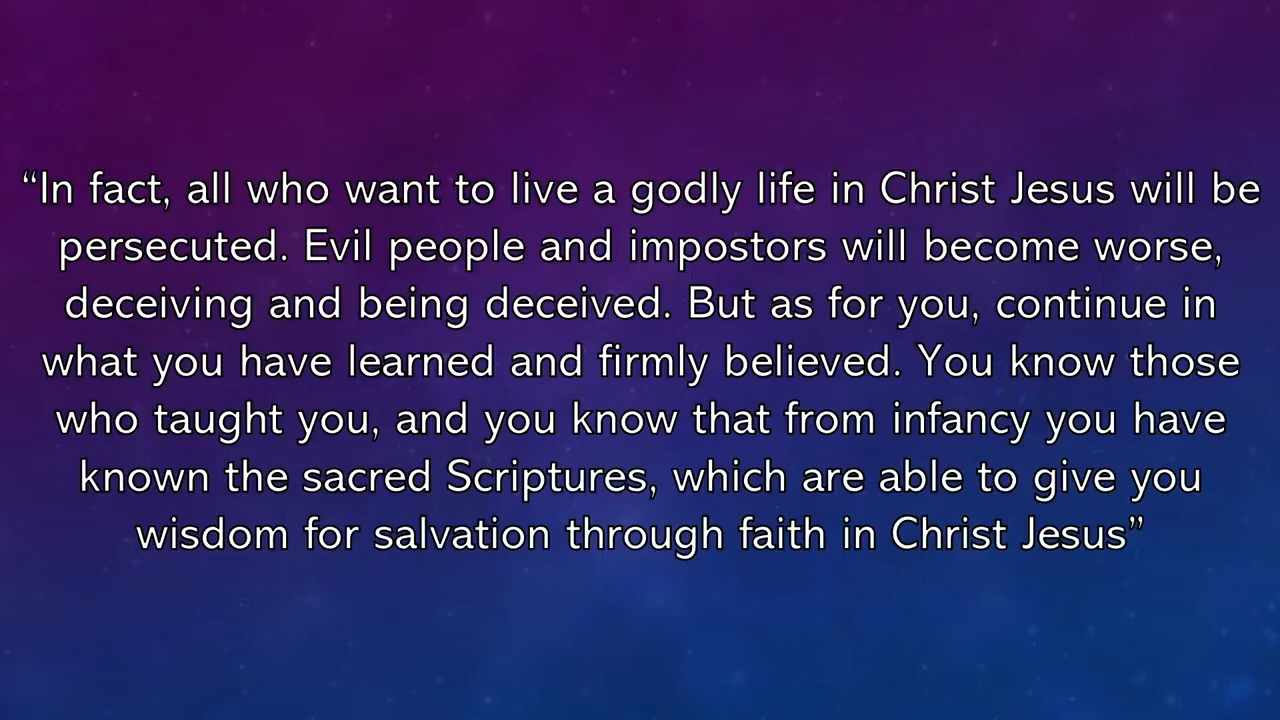 “In fact, all who want to live a godly life in Christ Jesus will be
persecuted. Evil people and impostors will become worse,
deceiving and being deceived. But as for you, continue in
what you have learned and firmly believed. You know those
who taught you, and you know that from infancy you have
known the sacred Scriptures, which are able to give you
wisdom for salvation through faith in Christ Jesus”